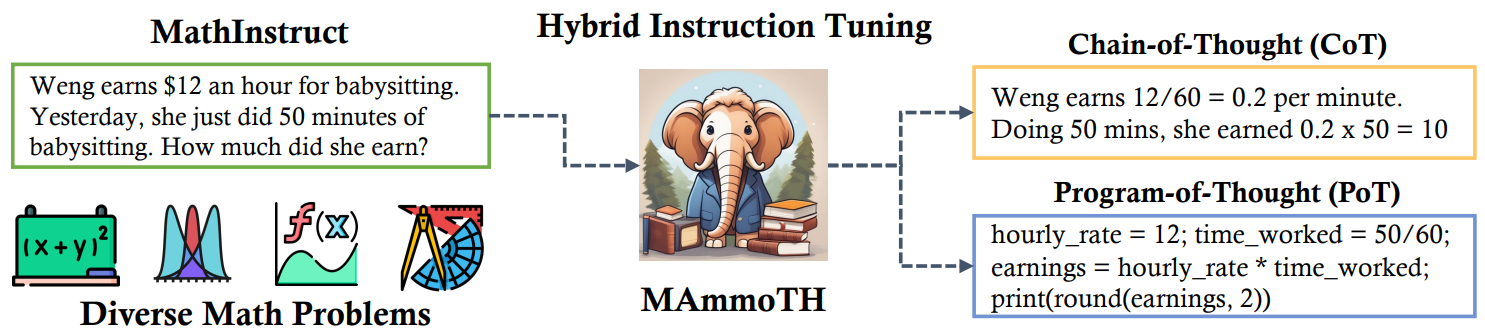 MathInstruct
Weng earns $12 an hour for babysitting.
Yesterday, she just did 50 minutes of
babysitting. How much did she earn?
(x+y)²
f(x)
Diverse Math Problems
Hybrid Instruction Tuning
MAmmoTH
Chain-of-Thought (CoT)
Weng earns 12/60 = 0.2 per minute.
Doing 50 mins, she earned 0.2 x 50 = 10
Program-of-Thought (PoT)
hourly_rate = 12; time_worked = 50/60;
earnings = hourly_rate * time_worked;
print(round(earnings, 2))